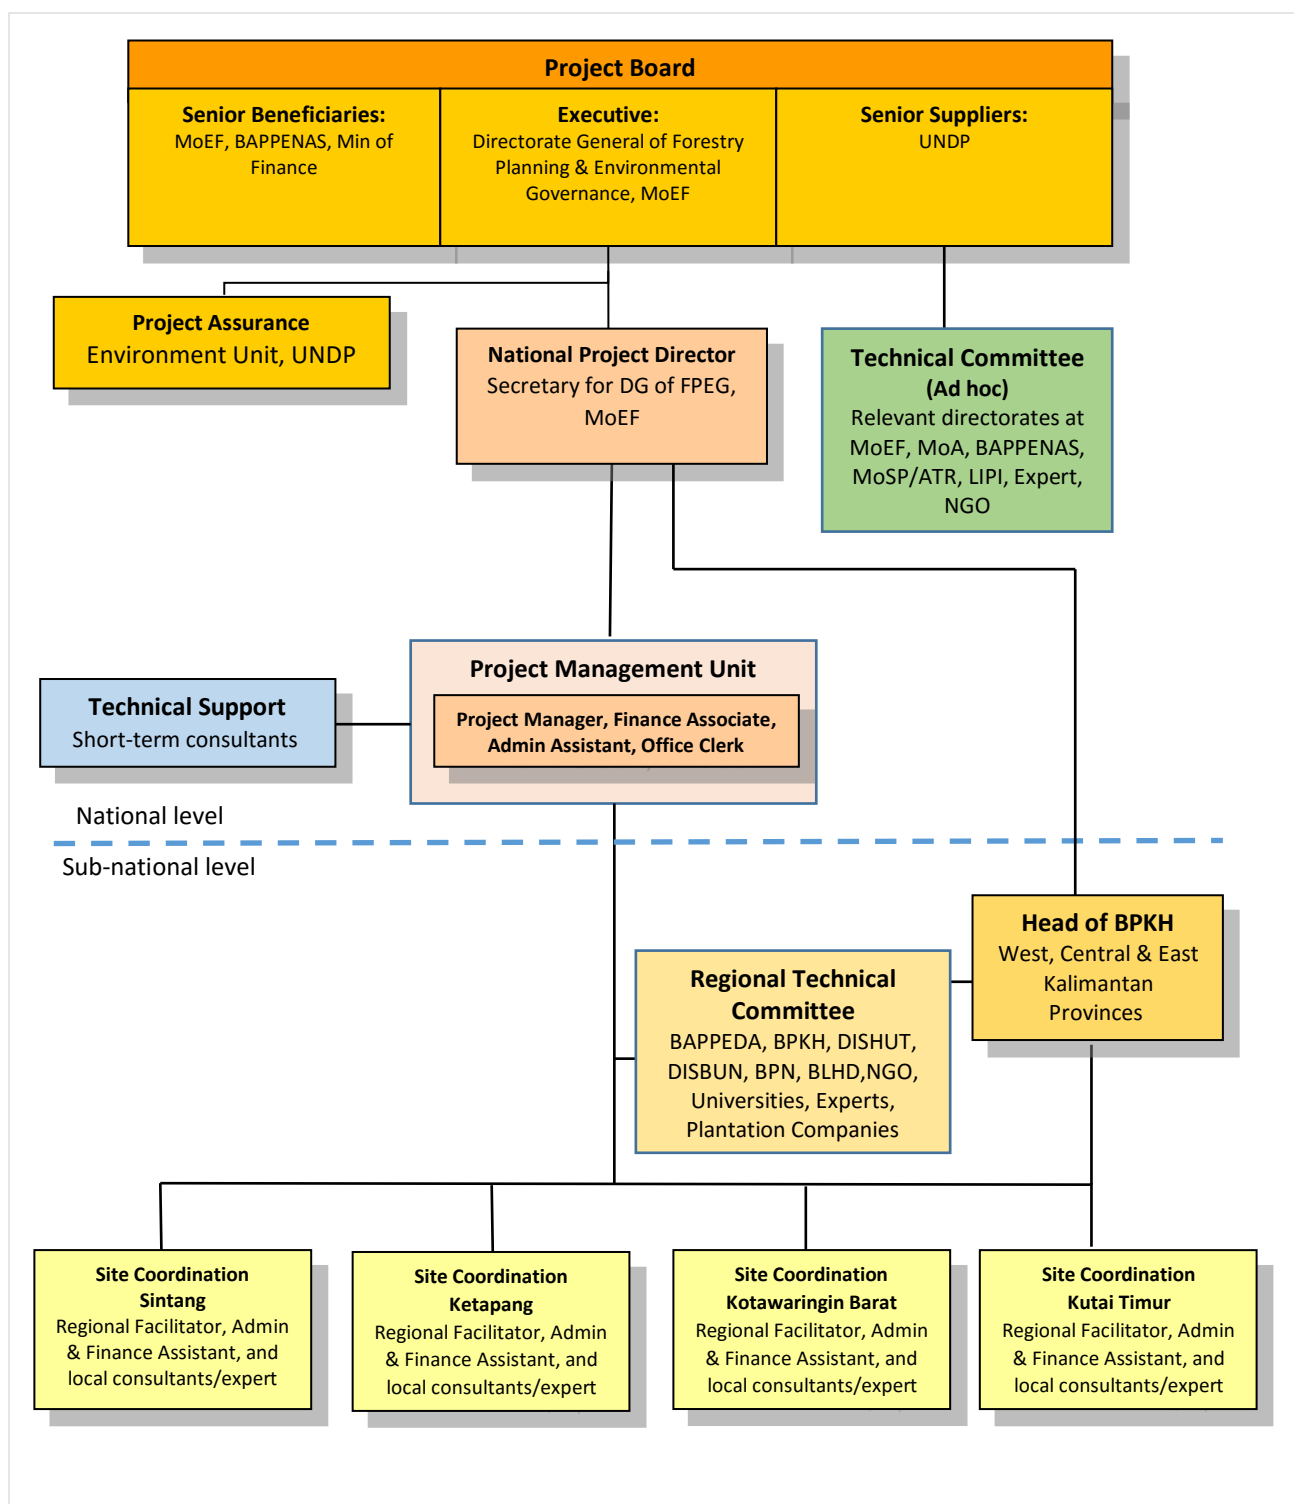 Project Board
Senior Beneficiaries:
MoEF, BAPPENAS, Min of
Finance
Executive:
Directorate General of Forestry
Planning & Environmental
Governance, MoEF
Senior Suppliers:
UNDP
Project Assurance
Environment Unit, UNDP
National Project Director
Secretary for DG of FPEG,
MoEF
Technical Committee
(Ad hoc)
Relevant directorates at
MoEF, MoA, BAPPENAS,
MoSP/ATR, LIPI, Expert,
NGO
Project Management Unit
Project Manager, Finance Associate,
Admin Assistant, Office Clerk
Technical Support
Short-term consultants
National level
Sub-national level
Head of BPKH
West, Central & East
Kalimantan
Provinces
Regional Technical
Committee
BAPPEDA, BPKH, DISHUT,
DISBUN, BPN, BLHD,NGO,
Universities, Experts,
Plantation Companies
Site Coordination
Sintang
Regional Facilitator, Admin
& Finance Assistant, and
local consultants/expert
Site Coordination
Ketapang
Regional Facilitator, Admin
& Finance Assistant, and
local consultants/expert
Site Coordination
Kotawaringin Barat
Regional Facilitator, Admin
& Finance Assistant, and
local consultants/expert
Site Coordination
Kutai Timur
Regional Facilitator, Admin
& Finance Assistant, and
local consultants/expert